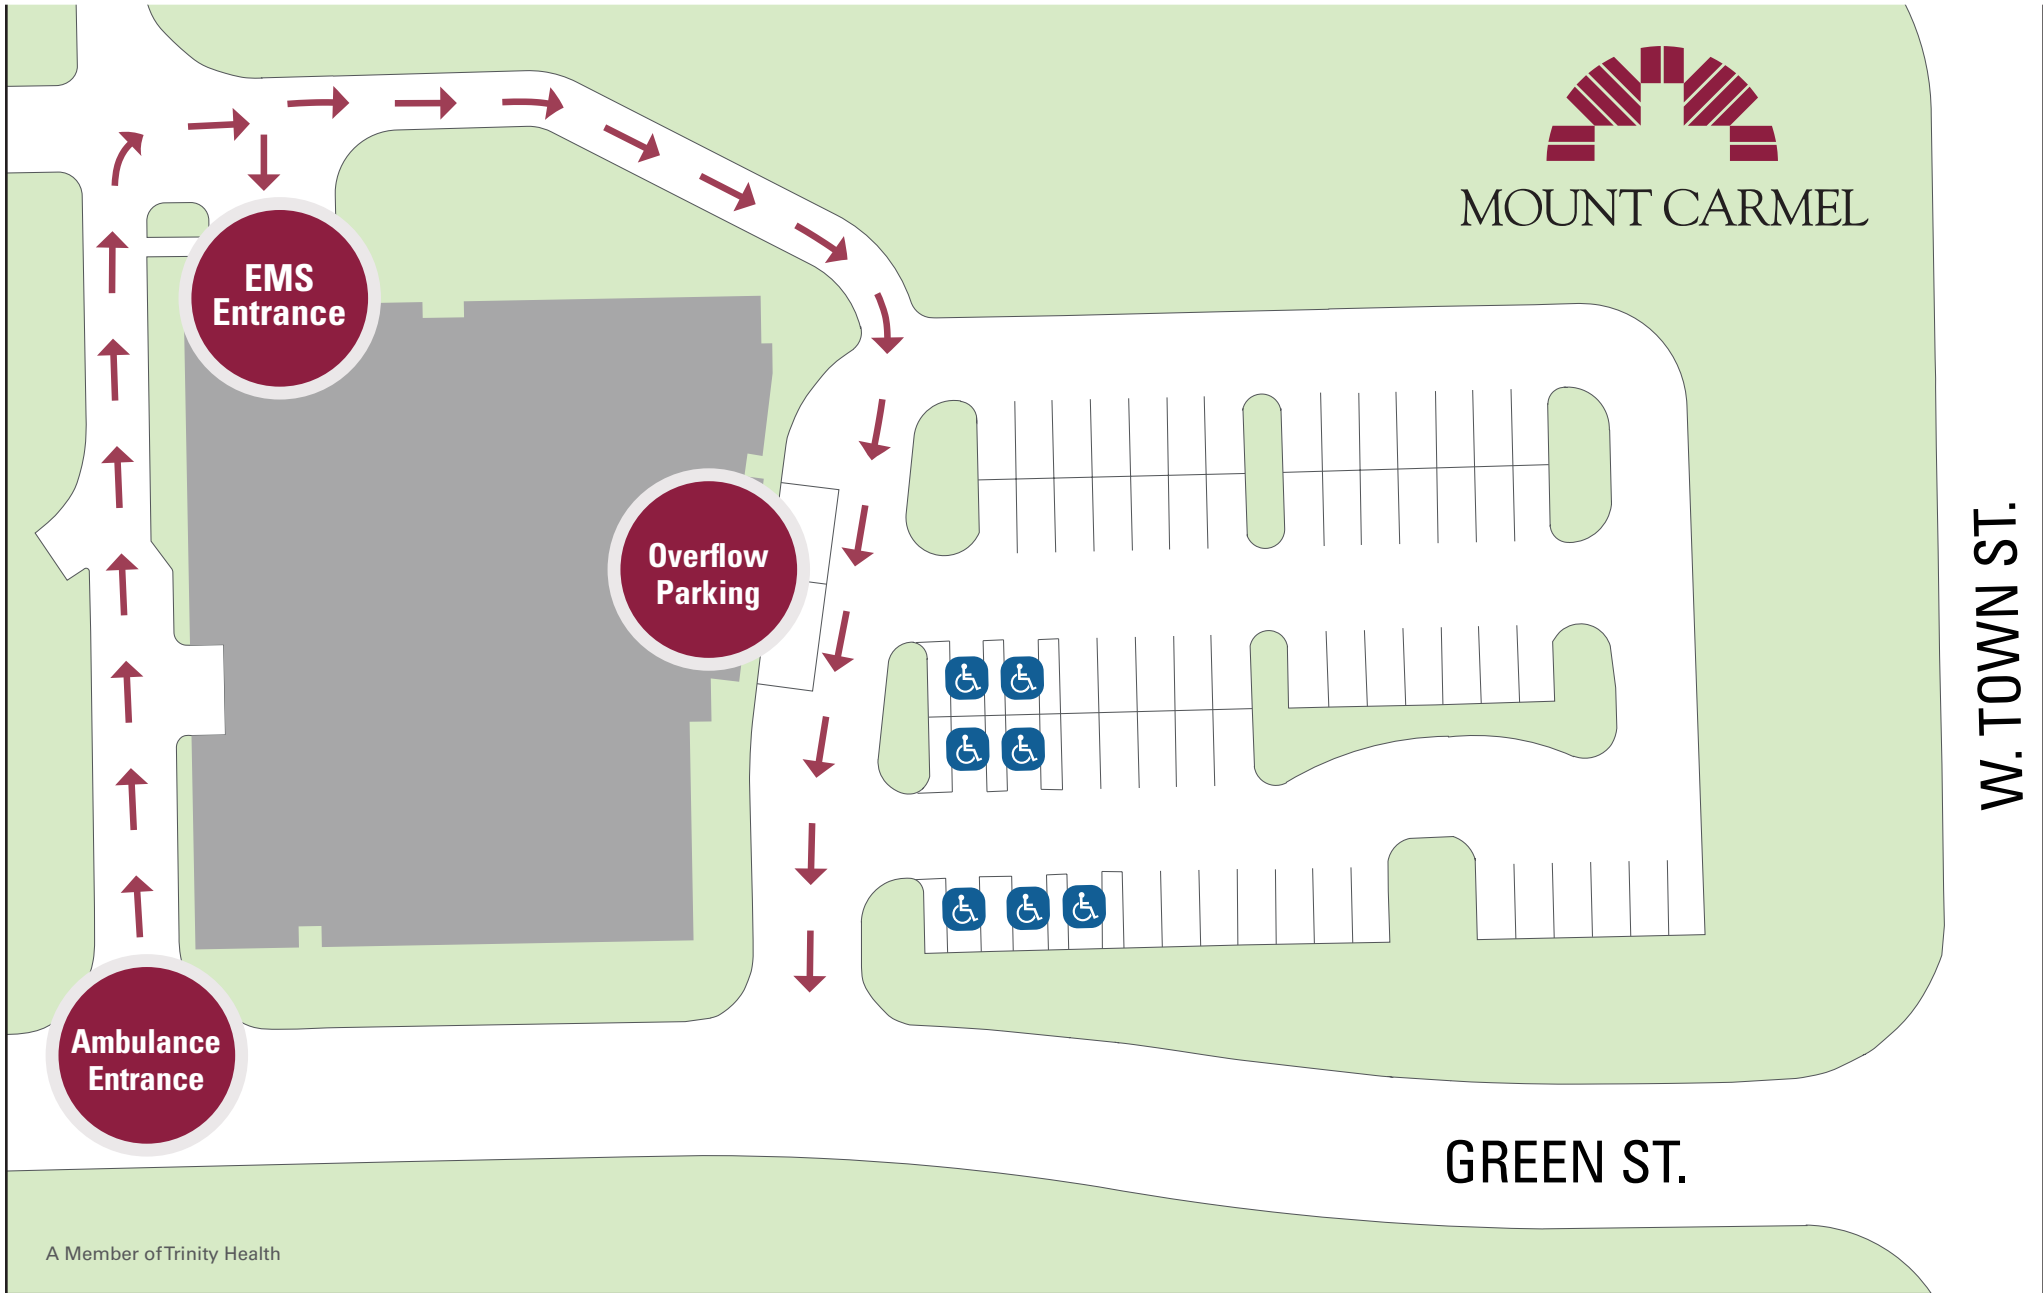 MOUNT CARMEL
EMS
Entrance
Overflow
Parking
W. TOWN ST.
Ambulance
Entrance
GREEN ST.
A Member of Trinity Health